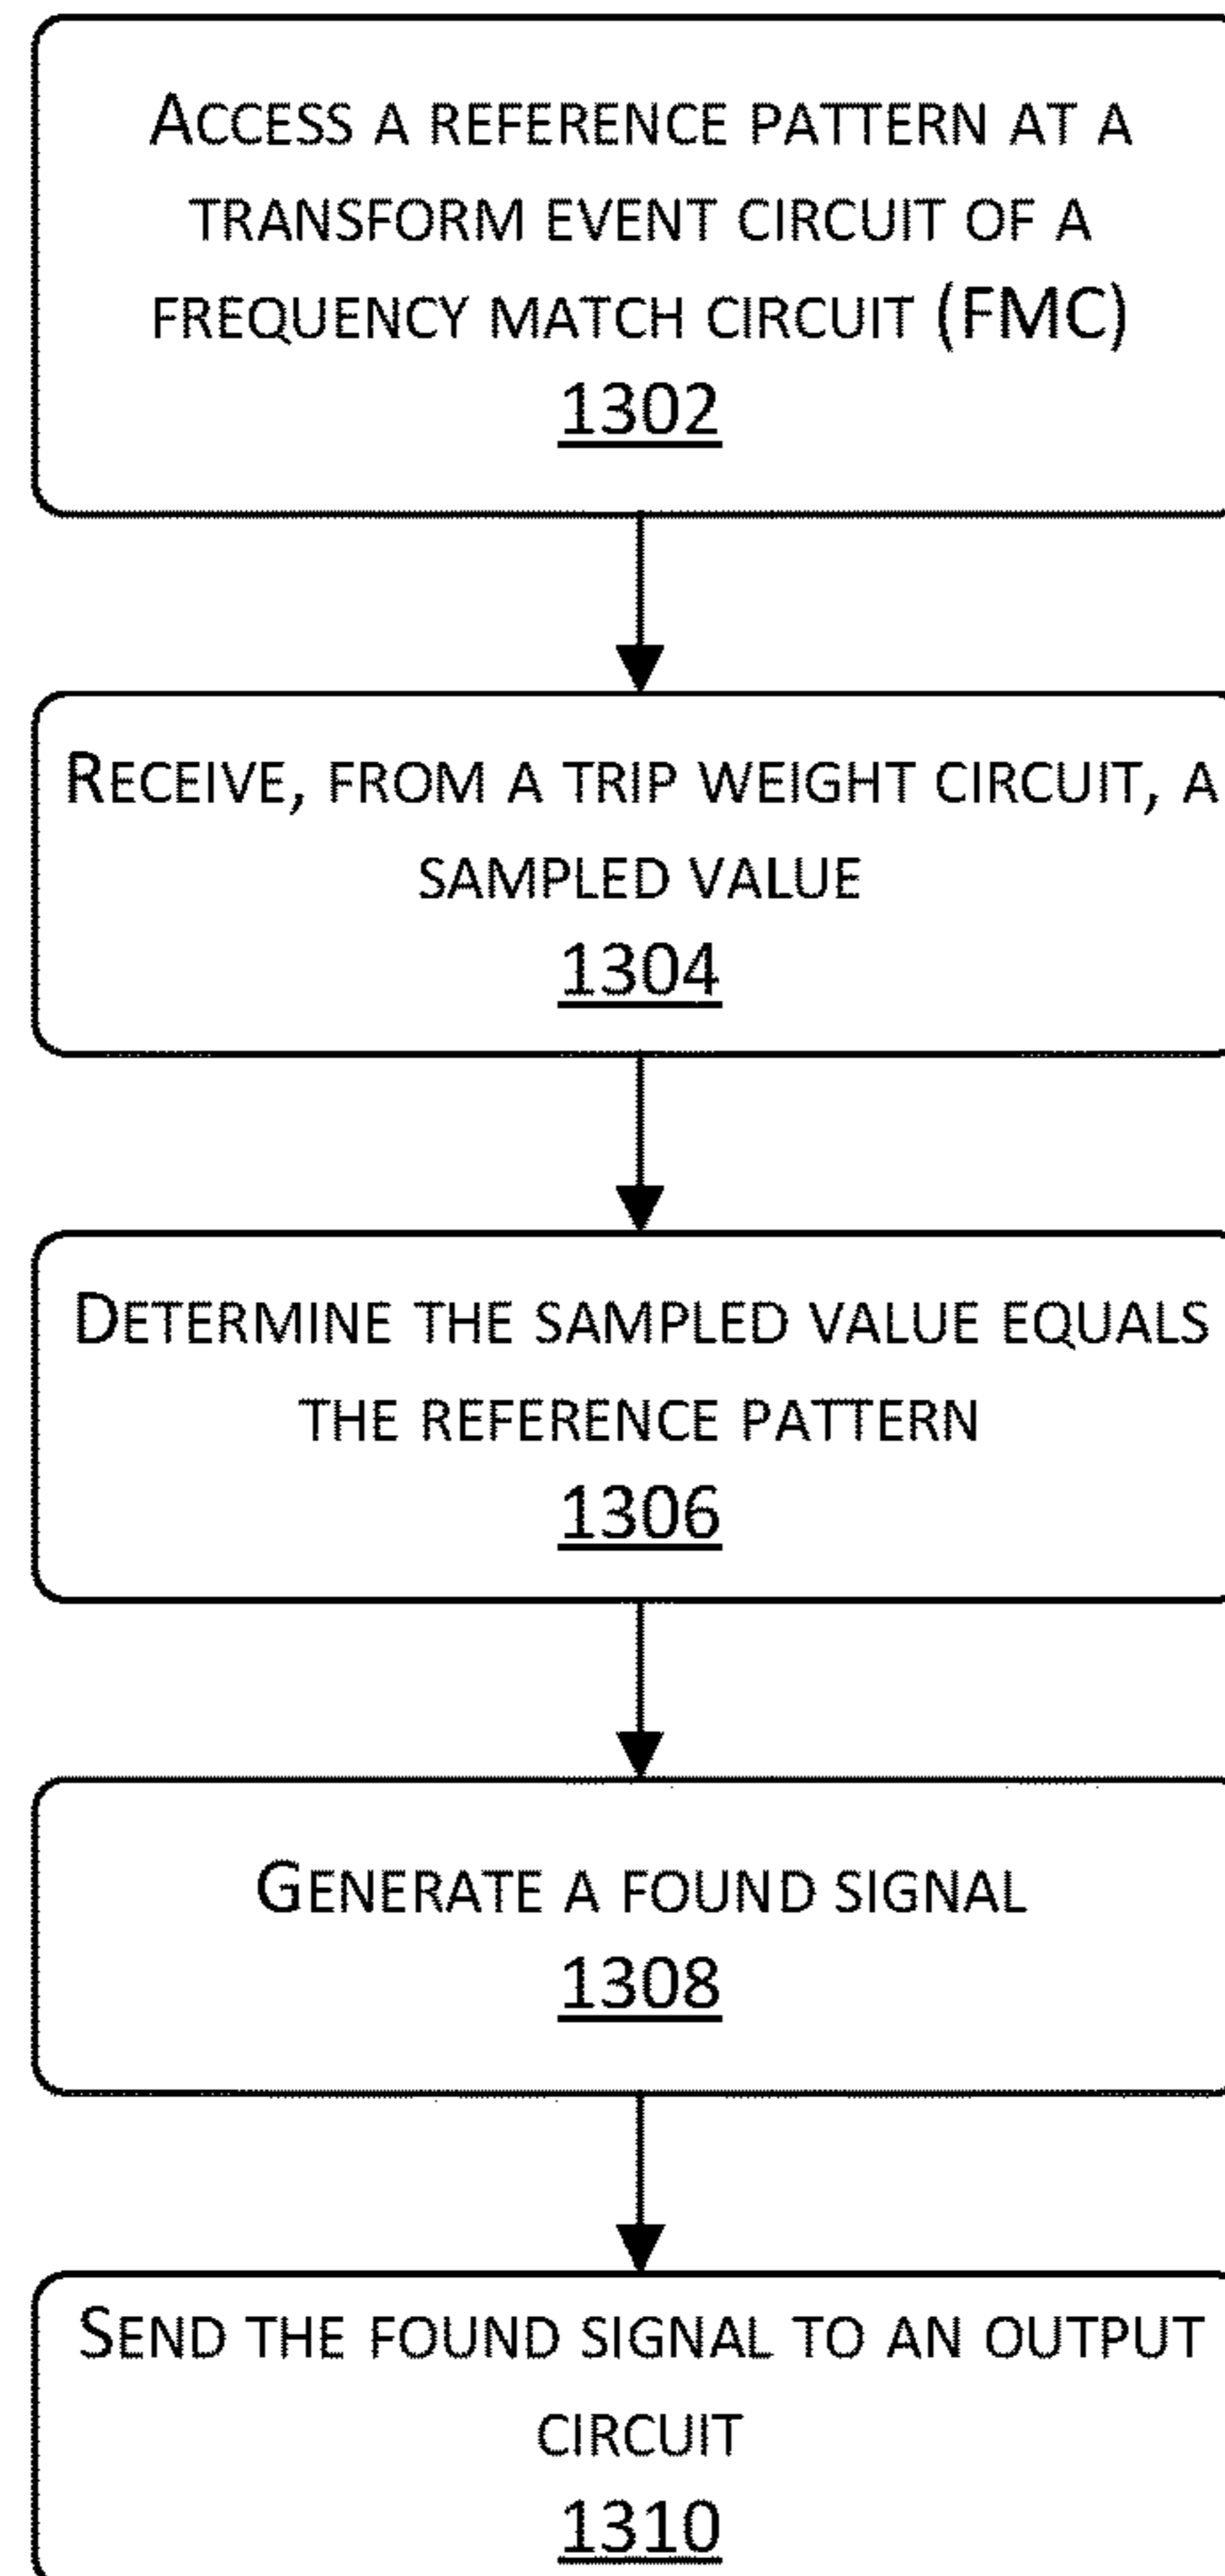 ACCESS A REFERENCE PATTERN AT A
TRANSFORM EVENT CIRCUIT OF A
FREQUENCY MATCH CIRCUIT (FMC)
1302
RECEIVE, FROM A TRIP WEIGHT CIRCUIT, A
SAMPLED VALUE
1304
DETERMINE THE SAMPLED VALUE EQUALS
THE REFERENCE PATTERN
1306
GENERATE A FOUND SIGNAL
1308
SEND THE FOUND SIGNAL TO AN OUTPUT
CIRCUIT
1310